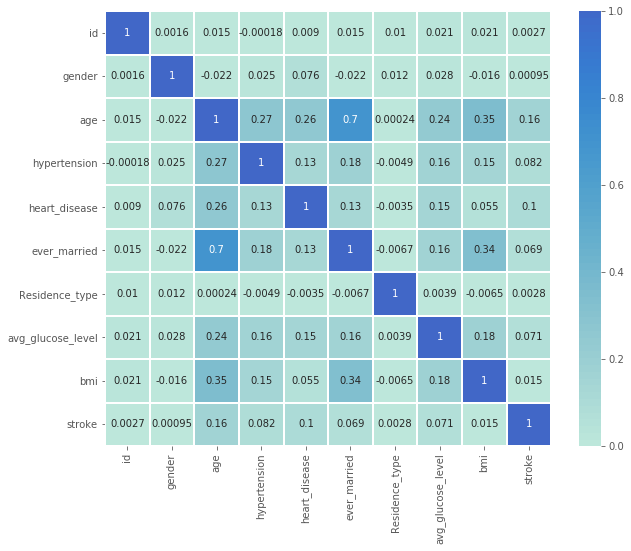 id 1 0.0016 0.015 -0.00018 0.009 0.015 0.01 0.021 0.021 0.0027
gender 0.0016 1 -0.022 0.025 0.076 -0.022 0.012 0.028 -0.016 0.00095
age 0.015 -0.022 1 0.27 0.26 0.7 0.00024 0.24 0.35 0.16
hypertension -0.00018 0.025 0.27 1 0.13 0.18 -0.0049 0.16 0.15 0.082
heart_disease 0.009 0.076 0.26 0.13 1 0.13 -0.0035 0.15 0.055 0.1
ever_married 0.015 -0.022 0.7 0.18 0.13 1 -0.0067 0.16 0.34 0.069
Residence_type 0.01 0.012 0.00024 -0.0049 -0.0035 -0.0067 1 0.0039 -0.0065 0.0028
avg_glucose_level 0.021 0.028 0.24 0.16 0.15 0.16 0.0039 1 0.18 0.071
bmi 0.021 -0.016 0.35 0.15 0.055 0.34 -0.0065 0.18 1 0.015
stroke 0.0027 0.00095 0.16 0.082 0.1 0.069 0.0028 0.071 0.015 1
id
gender
age
hypertension
heart_disease
ever_married
Residence_type
avg_glucose_level
bmi
stroke
1.0
0.8
0.6
0.4
0.2
0.0